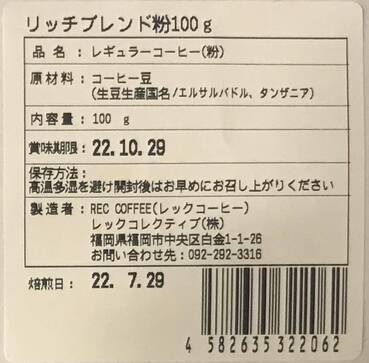 リッチブレンド粉100g
品名：レギュラーコーヒー(粉)
原材料：コーヒー豆
(生豆生産国名/エルサルバドル、タンザニア)
内容量：100 g
賞味期限：22.10.29
保存方法：
高温多湿を避け開封後はお早めにお召し上がりください
製造者：REC COFFEE(レックコーヒー)
レックコレクティブ(株)
福岡県福岡市中央区白金1-1-26
お問い合わせ先：092-292-3316
焙煎日：22.7.29
4582635322062